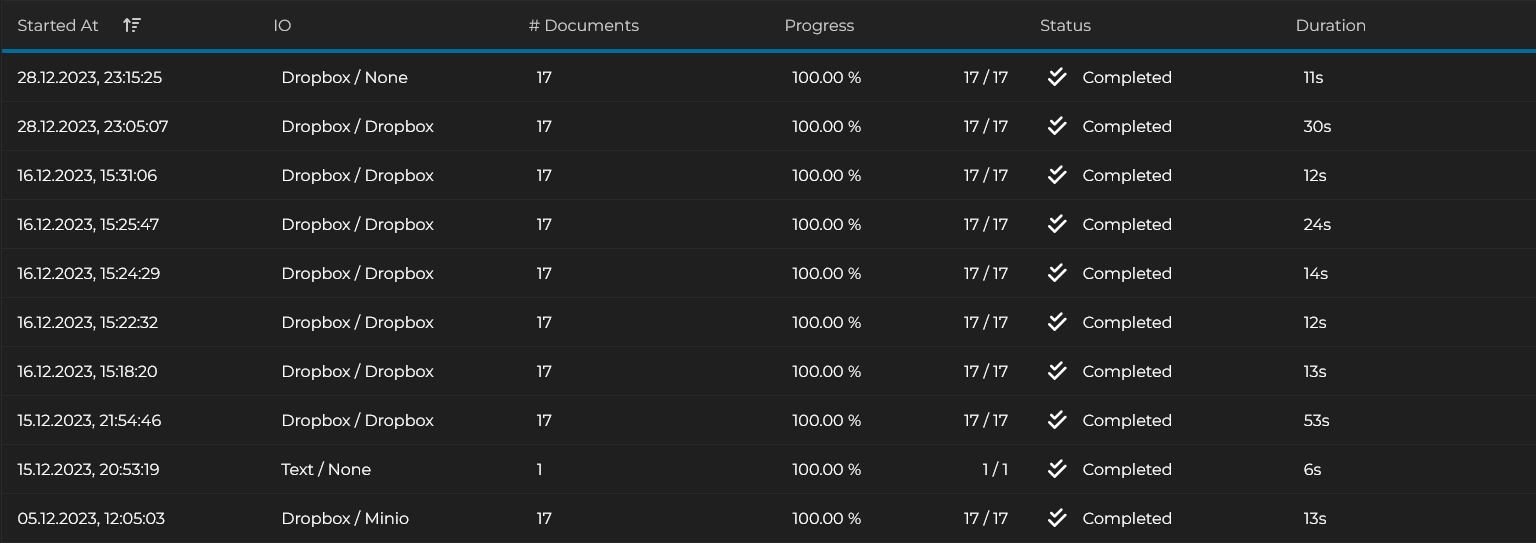 Started At IO # Documents Progress Status Duration
28.12.2023, 23:15:25 Dropbox / None 17 100.00 % 17 / 17 Completed 11s
28.12.2023, 23:05:07 Dropbox / Dropbox 17 100.00 % 17 / 17 Completed 30s
16.12.2023, 15:31:06 Dropbox / Dropbox 17 100.00 % 17 / 17 Completed 12s
16.12.2023, 15:25:47 Dropbox / Dropbox 17 100.00 % 17 / 17 Completed 24s
16.12.2023, 15:24:29 Dropbox / Dropbox 17 100.00 % 17 / 17 Completed 14s
16.12.2023, 15:22:32 Dropbox / Dropbox 17 100.00 % 17 / 17 Completed 12s
16.12.2023, 15:18:20 Dropbox / Dropbox 17 100.00 % 17 / 17 Completed 13s
15.12.2023, 21:54:46 Dropbox / Dropbox 17 100.00 % 17 / 17 Completed 53s
15.12.2023, 20:53:19 Text / None 1 100.00 % 1 / 1 Completed 6s
05.12.2023, 12:05:03 Dropbox / Minio 17 100.00 % 17 / 17 Completed 13s